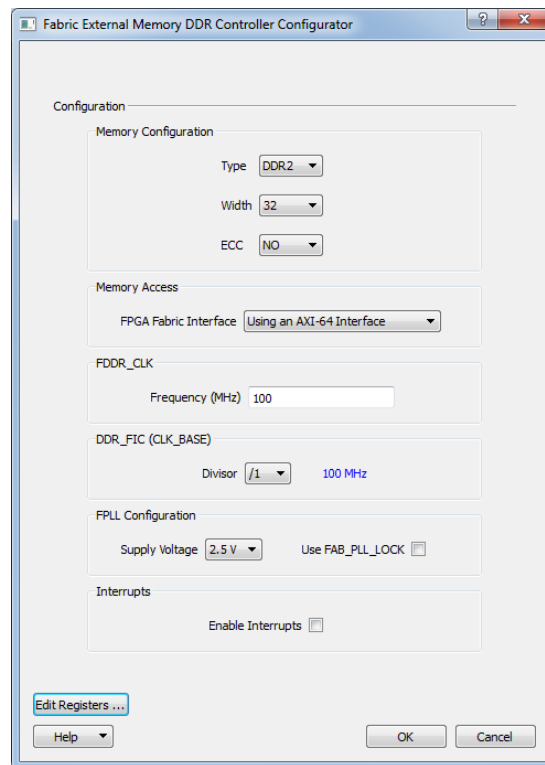 Fabric External Memory DDR Controller Configurator
Configuration
Memory Configuration
Type DDR2
Width 32
ECC NO
Memory Access
FPGA Fabric Interface Using an AXI-64 Interface
FDDR_CLK
Frequency (MHz) 100
DDR_FIC (CLK_BASE)
Divisor /1 100 MHz
FPLL Configuration
Supply Voltage 2.5 V Use FAB_PLL_LOCK
Interrupts
Enable Interrupts
Edit Registers ...
Help OK Cancel